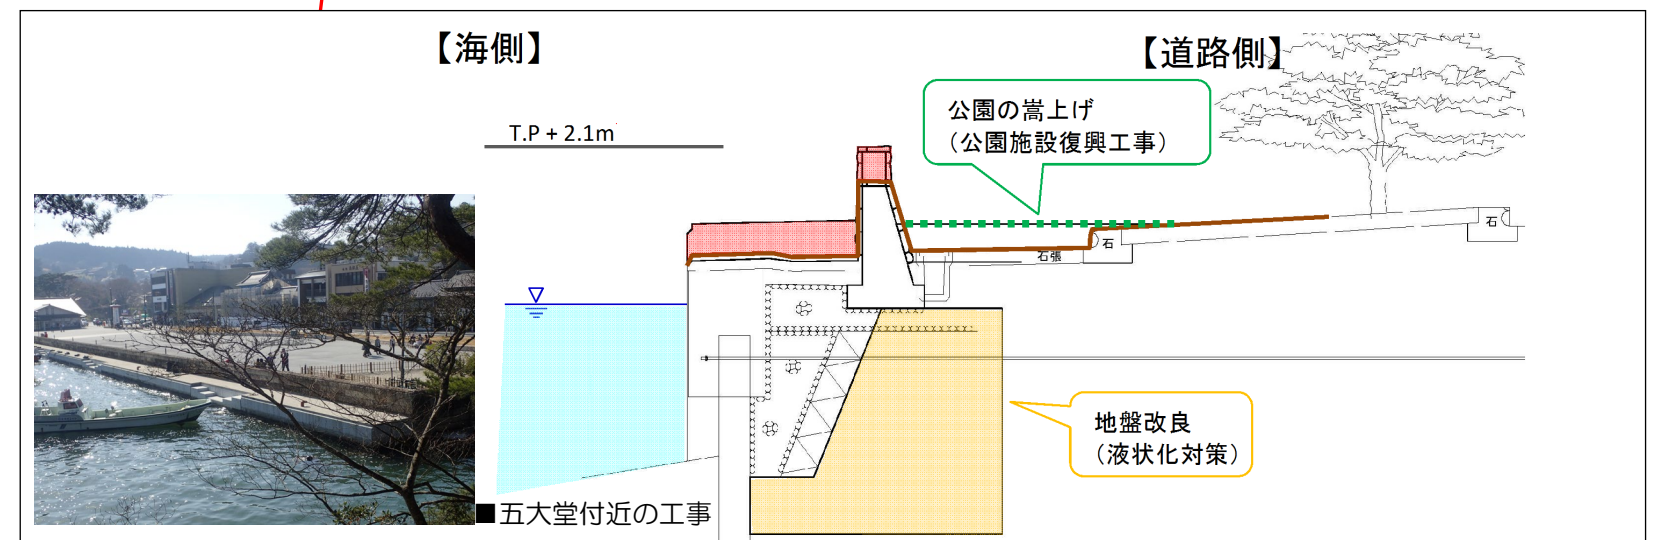 【海側】
【道路側】
T.P + 2.1m
公園の嵩上げ
（公園施設復興工事）
石
石
石張
地盤改良
（液状化対策）
■五大堂付近の工事